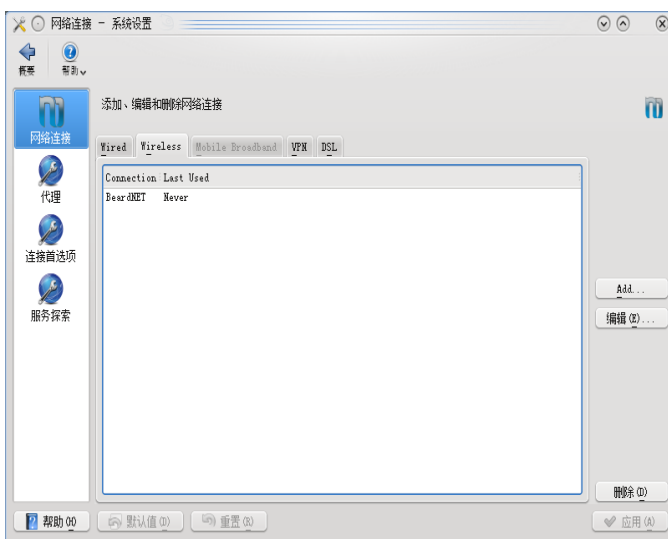 网络连接 - 系统设置
概要 帮助
添加、编辑和删除网络连接
网络连接
代理
连接首选项
服务探索
Wired Wireless Mobile Broadband VPN DSL
Connection Last Used
BeardNET Never
Add...
编辑(E)...
删除(D)
帮助(H) 默认值(D) 重置(R) 应用(A)